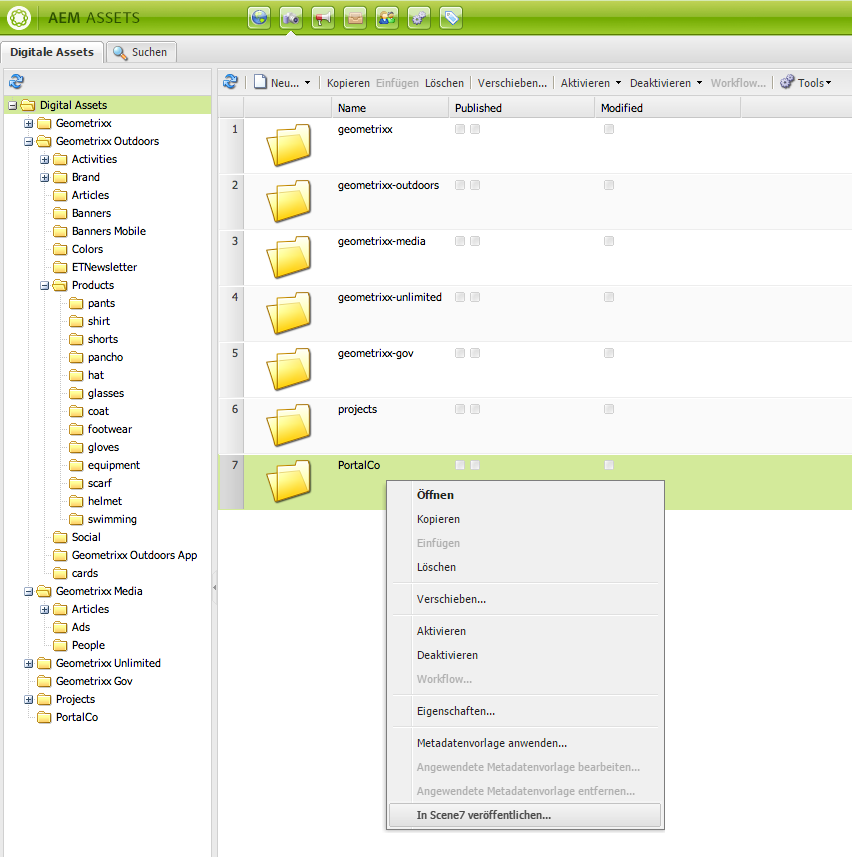 AEM ASSETS
Digitale Assets Suchen
Neu... Kopieren Einfügen Löschen Verschieben... Aktivieren Deaktivieren Workflow... Tools
Digital Assets
Geometrixx
Geometrixx Outdoors
Activities
Brand
Articles
Banners
Banners Mobile
Colors
ETNewsletter
Products
pants
shirt
shorts
pancho
hat
glasses
coat
footwear
gloves
equipment
scarf
helmet
swimming
Social
Geometrixx Outdoors App
cards
Geometrixx Media
Articles
Ads
People
Geometrixx Unlimited
Geometrixx Gov
Projects
PortalCo
Name Published Modified
1 geometrixx
2 geometrixx-outdoors
3 geometrixx-media
4 geometrixx-unlimited
5 geometrixx-gov
6 projects
7 PortalCo
Öffnen
Kopieren
Einfügen
Löschen
Verschieben...
Aktivieren
Deaktivieren
Workflow...
Eigenschaften...
Metadatenvorlage anwenden...
Angewendete Metadatenvorlage bearbeiten...
Angewendete Metadatenvorlage entfernen...
In Scene7 veröffentlichen...